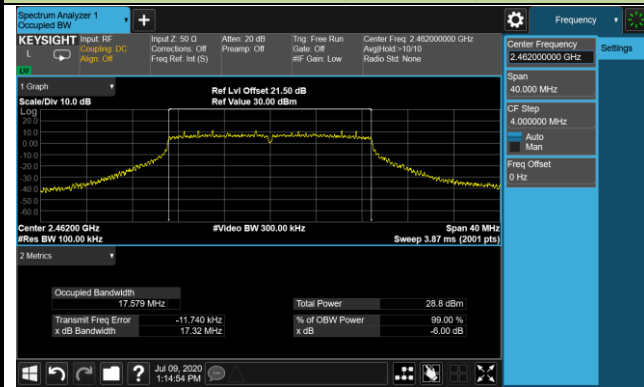 Spectrum Analyzer 1
Occupied BW
+
Frequency
KEYSIGHT
L
Input: RF
Coupling: DC
Align: Off
Input Z: 50 Ω
Corrections: Off
Freq Ref: Int (S)
Atten: 20 dB
Preamp: Off
Trig: Free Run
Gate: Off
#IF Gain: Low
Center Freq: 2.462000000 GHz
Avg|Hold:>10/10
Radio Std: None
Center Frequency
2.462000000 GHz
Settings
Span
40.000 MHz
CF Step
4.000000 MHz
Auto
Man
Freq Offset
0 Hz
1 Graph
Scale/Div 10.0 dB
Ref Lvl Offset 21.50 dB
Ref Value 30.00 dBm
Log
20.0
10.0
0.00
-10.0
-20.0
-30.0
-40.0
-50.0
-60.0
Center 2.46200 GHz
#Res BW 100.00 kHz
#Video BW 300.00 kHz
Span 40 MHz
Sweep 3.87 ms (2001 pts)
2 Metrics
Occupied Bandwidth
17.579 MHz
Total Power 28.8 dBm
Transmit Freq Error -11.740 kHz
% of OBW Power 99.00 %
x dB Bandwidth 17.32 MHz
x dB -6.00 dB
?
Jul 09, 2020
1:14:54 PM